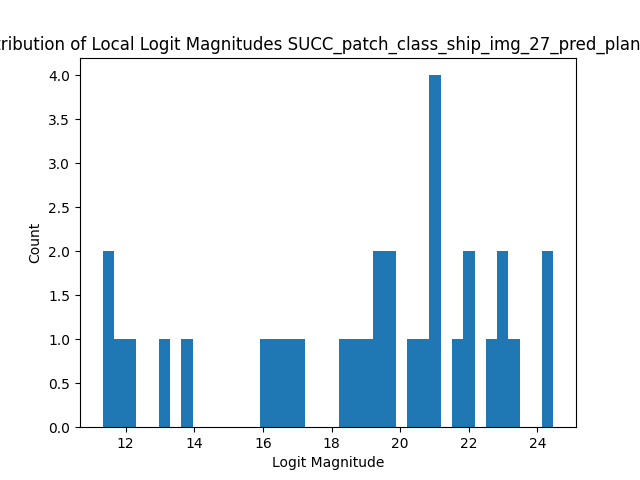 ribution of Local Logit Magnitudes SUCC_patch_class_ship_img_27_pred_plan
4.0
3.5
3.0
2.5
2.0
1.5
1.0
0.5
0.0
Count
12 14 16 18 20 22 24
Logit Magnitude